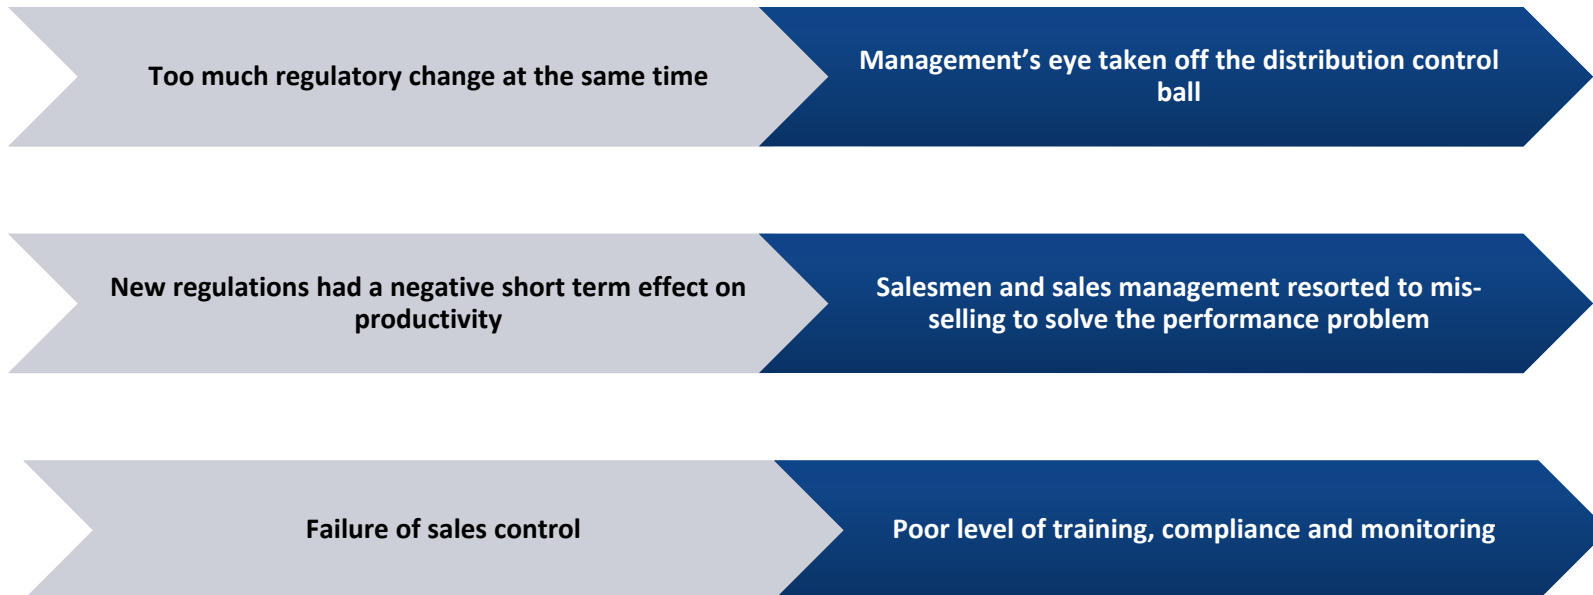 Too much regulatory change at the same time
Management’s eye taken off the distribution control
ball
New regulations had a negative short term effect on
productivity
Salesmen and sales management resorted to mis-
selling to solve the performance problem
Failure of sales control
Poor level of training, compliance and monitoring